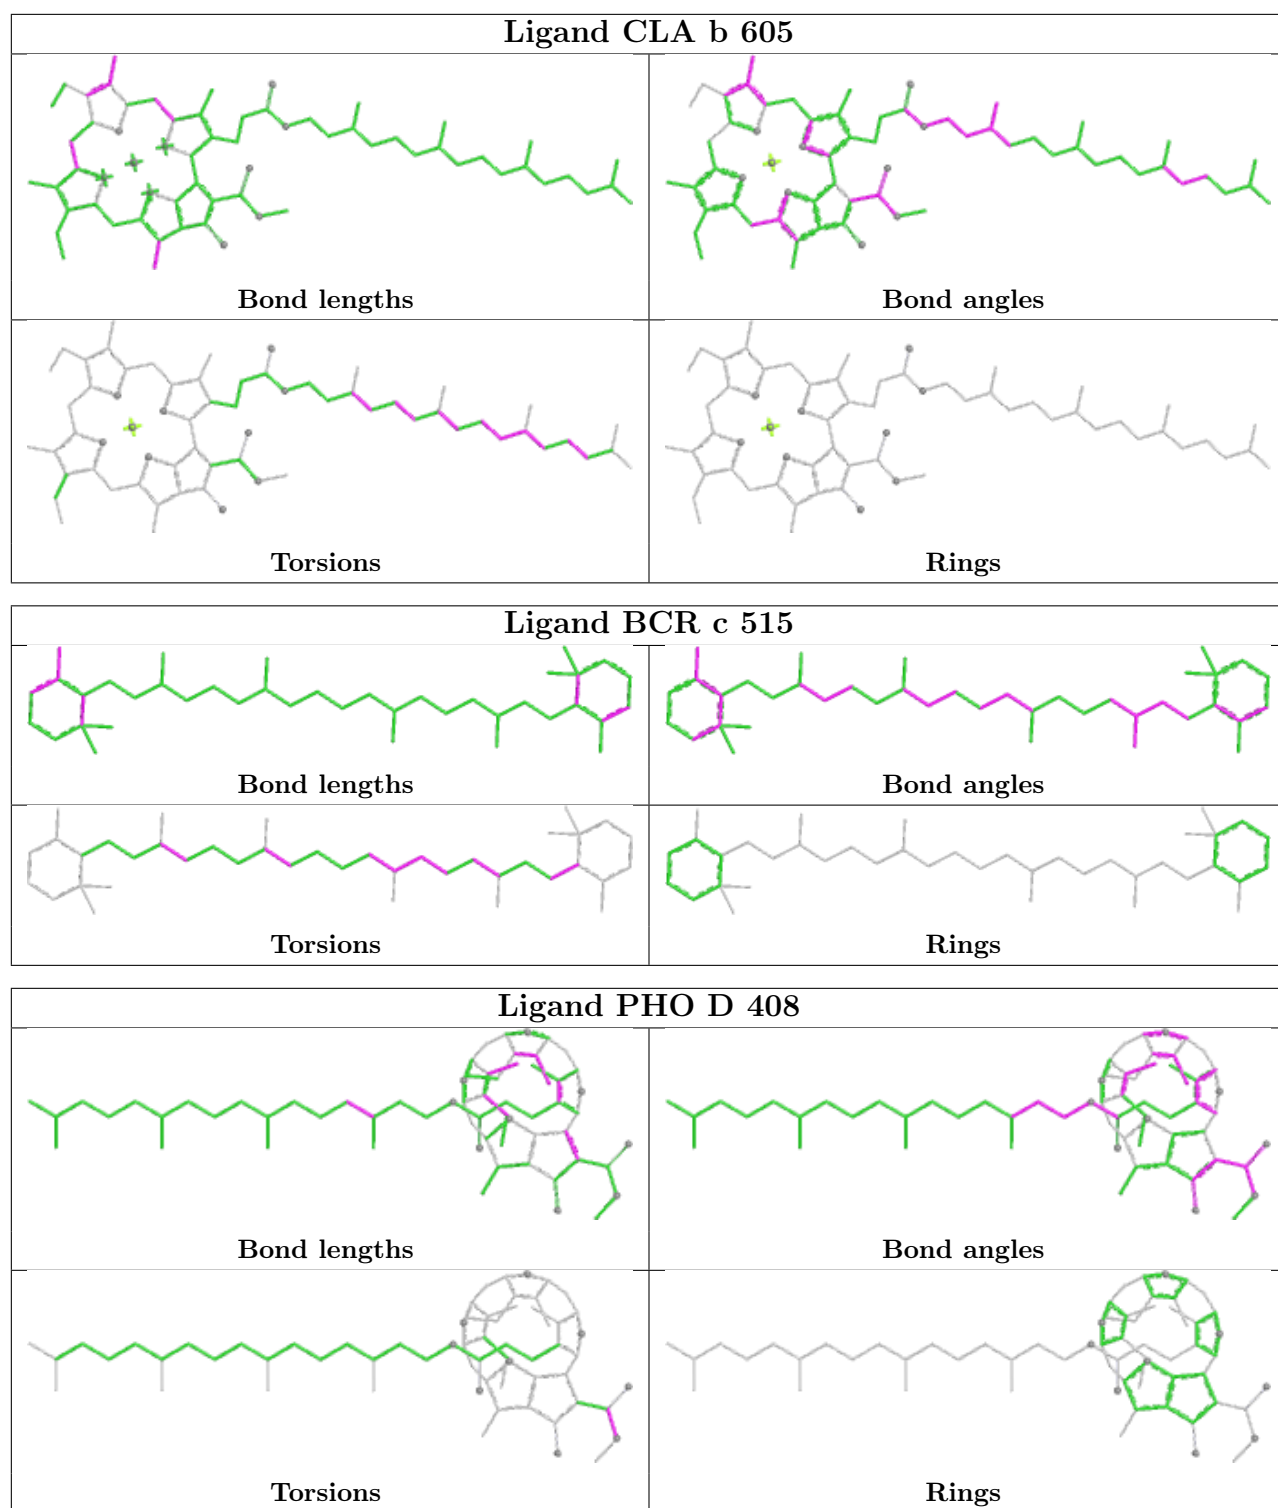 Ligand CLA b 605
Bond lengths
Bond angles
Torsions
Rings
Ligand BCR c 515
Bond lengths
Bond angles
Torsions
Rings
Ligand PHO D 408
Bond lengths
Bond angles
Torsions
Rings